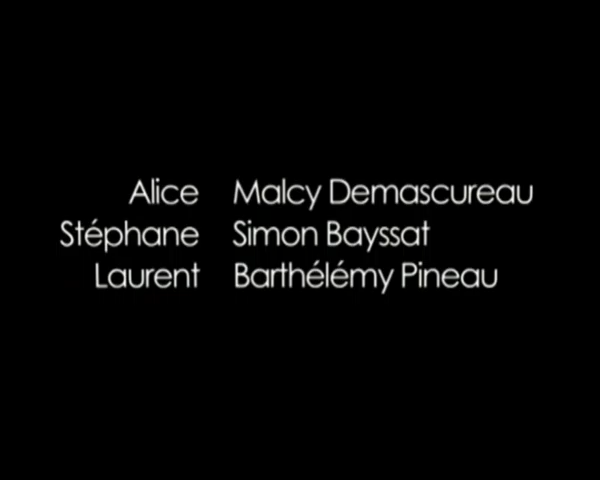 Alice Malcy Demascureau
Stéphane Simon Bayssat
Laurent Barthélémy Pineau